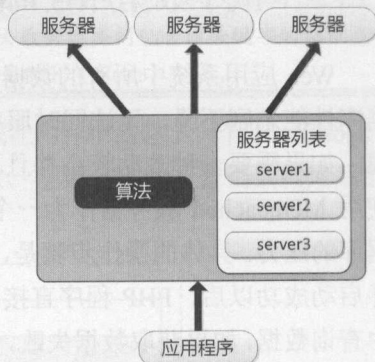 服务器 服务器 服务器
服务器列表
server1
算法
server2
server3
应用程序